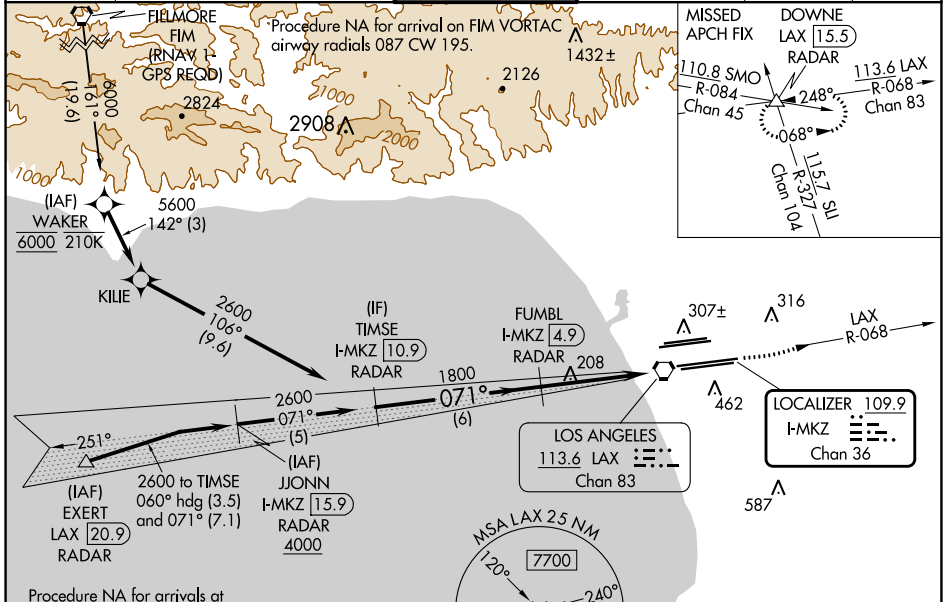 FILLMORE
FIM
(RNAV 1-
GPS REQD)
Procedure NA for arrival on FIM VORTAC
airway radials 087 CW 195.
1432±
2126
2824
1000
2908
2000
1000
6000
161°
(19.6)
MISSED
APCH FIX
DOWNE
LAX 15.5
RADAR
110.8 SMO
R-084
Chan 45
113.6 LAX
R-068
Chan 83
248°
068°
115.7 SLI
R-327
Chan 104
(IAF)
WAKER
6000 210K
5600
142° (3)
KILIE
2600
106°
(9.6)
(IF)
TIMSE
I-MKZ 10.9
RADAR
FUMBL
I-MKZ 4.9
RADAR
208
307±
316
LAX
R-068
462
587
1800
071°
(6)
2600
071°
(5)
251°
(IAF)
EXERT
LAX 20.9
RADAR
2600 to TIMSE
060° hdg (3.5)
and 071° (7.1)
(IAF)
JJONN
I-MKZ 15.9
RADAR
4000
LOS ANGELES
113.6 LAX
Chan 83
LOCALIZER 109.9
I-MKZ
Chan 36
MSA LAX 25 NM
7700
120°
240°
Procedure NA for arrivals at